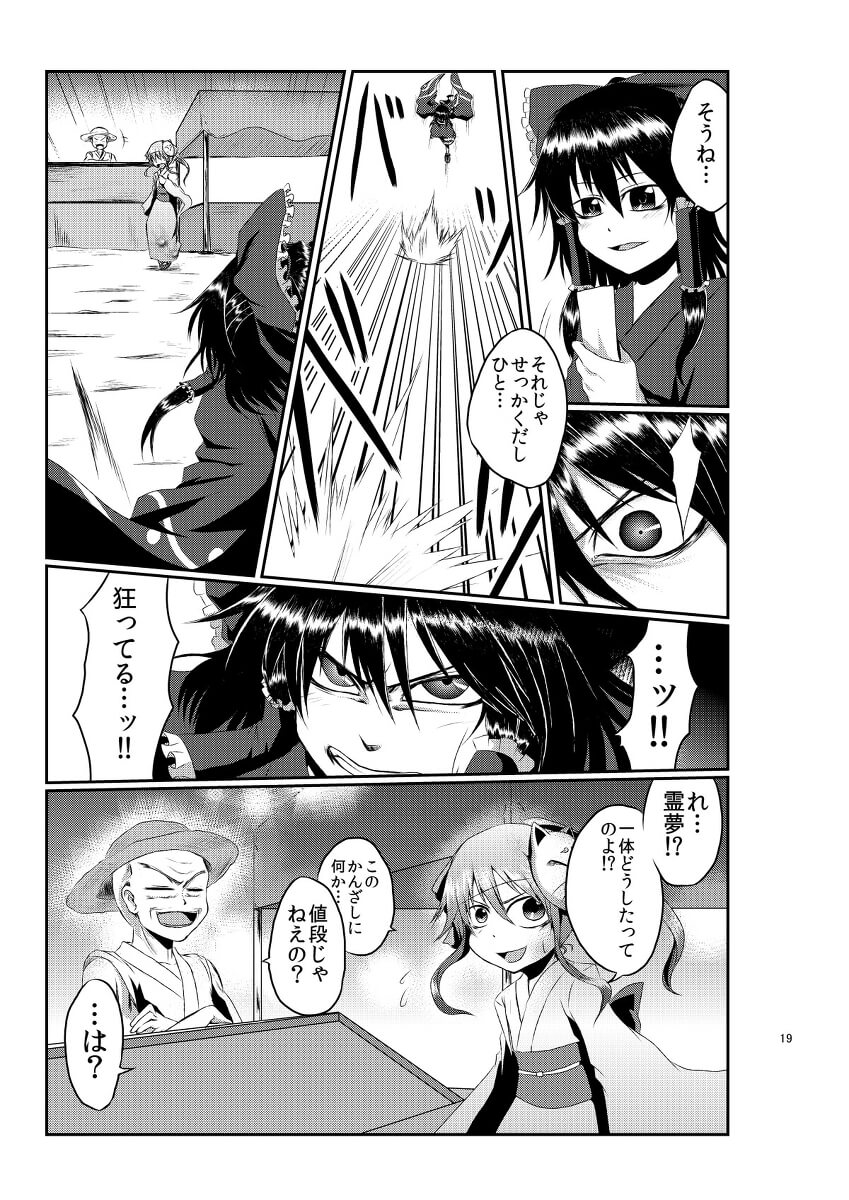 そうね…
それじゃ
せっかくだし
ひと…
…ッ!!
狂ってる…ッ!!
れ…
霊夢!?
一体どうしたって
のよ!?
この
かんざしに
何か…
値段じゃ
ねえの?
…は?
19